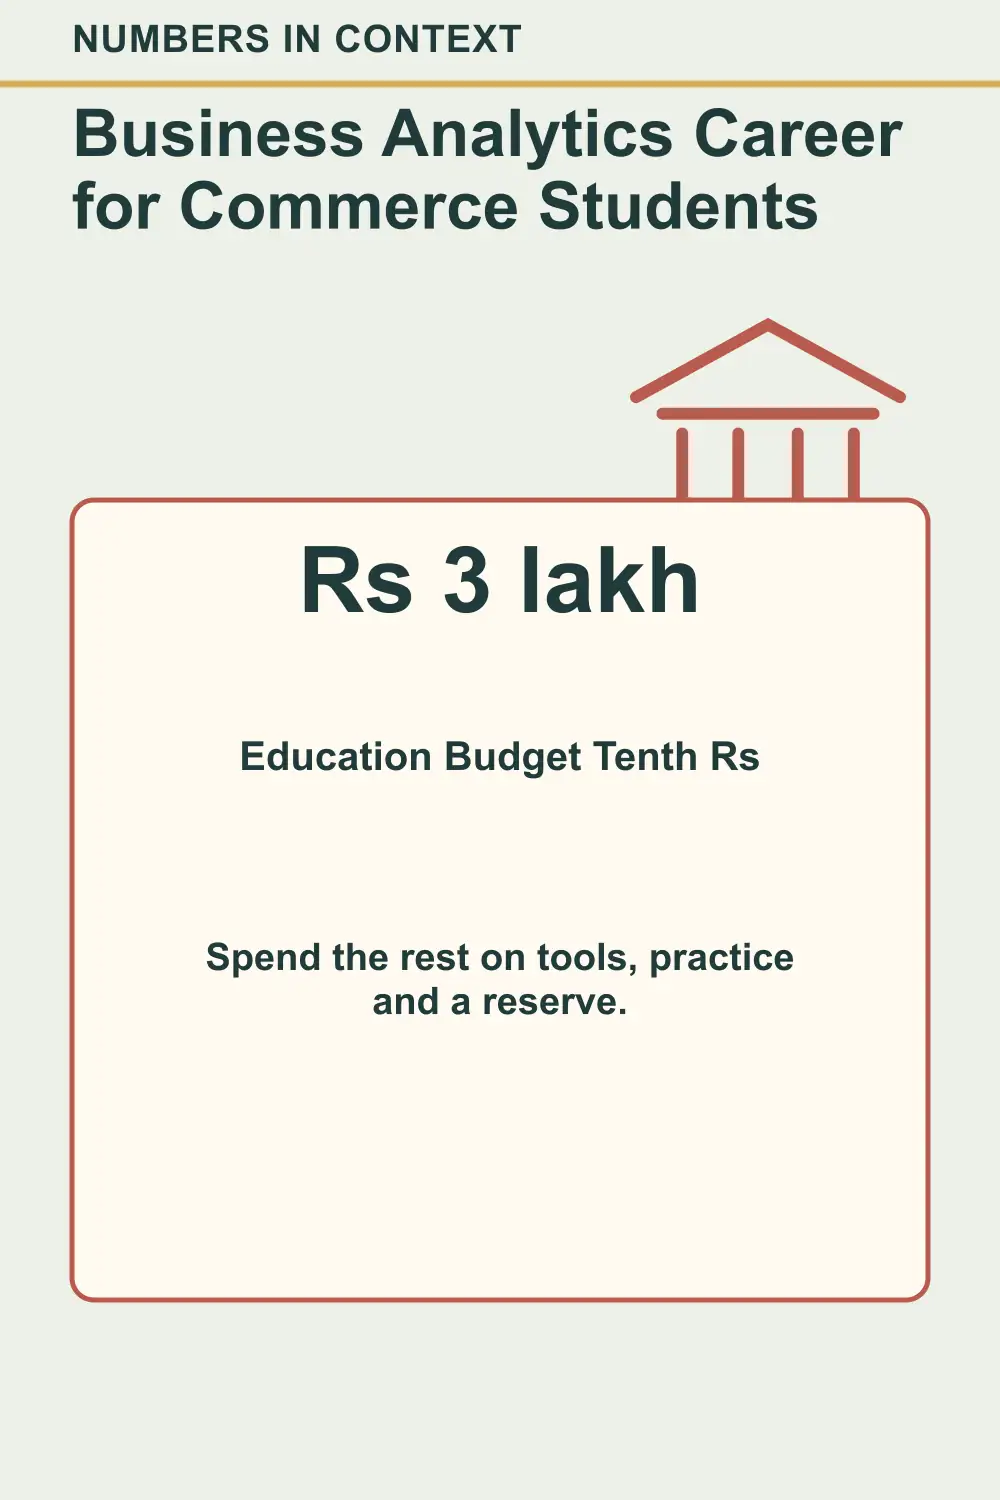 NUMBERS IN CONTEXT
Business Analytics Career
for Commerce Students
Rs 3 lakh
Education Budget Tenth Rs
Spend the rest on tools, practice
and a reserve.